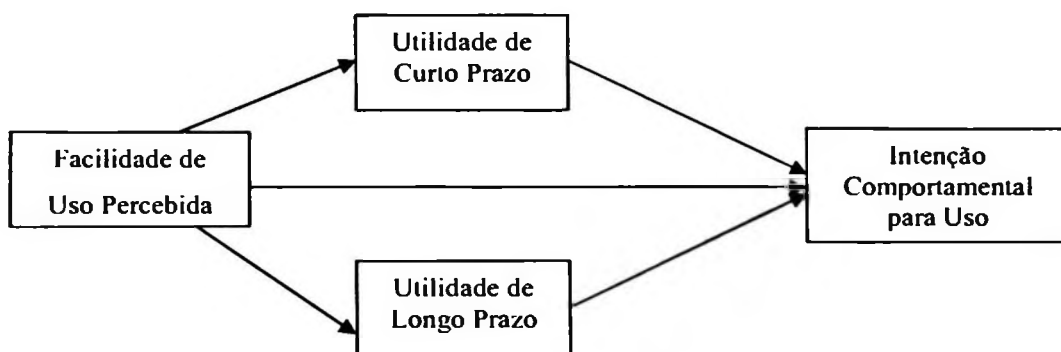 Utilidade de
Curto Prazo
Facilidade de
Uso Percebida
Intenção
Comportamental
para Uso
Utilidade de
Longo Prazo